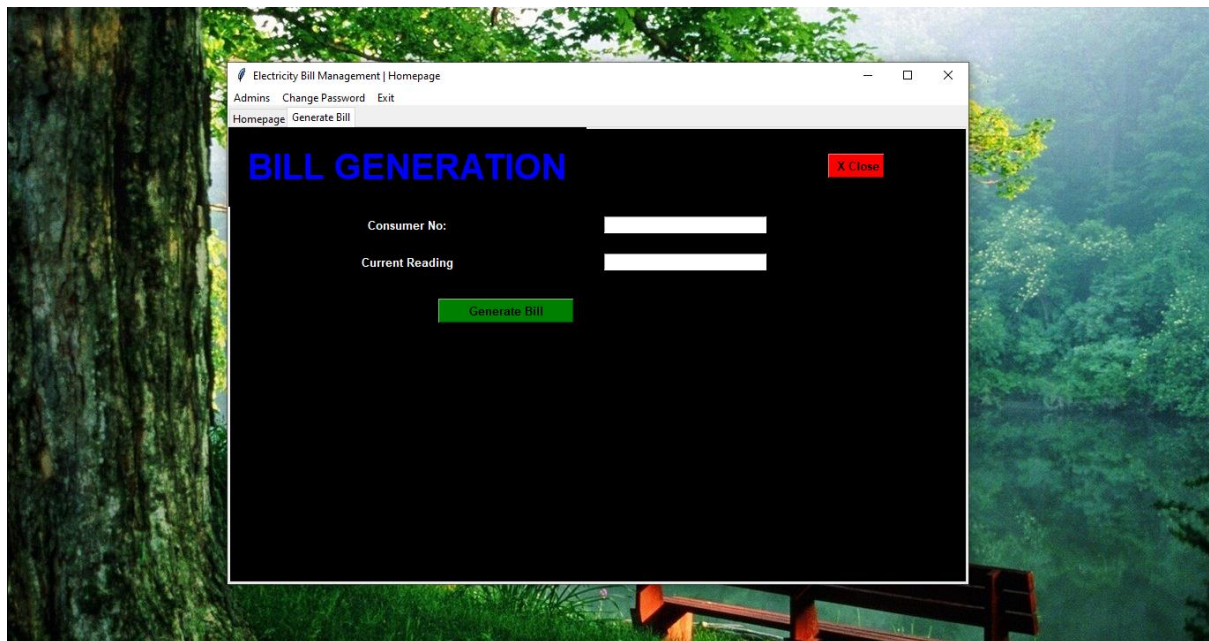 Electricity Bill Management | Homepage
Admins Change Password Exit
Homepage Generate Bill
BILL GENERATION
X Close
Consumer No:
Current Reading
Generate Bill